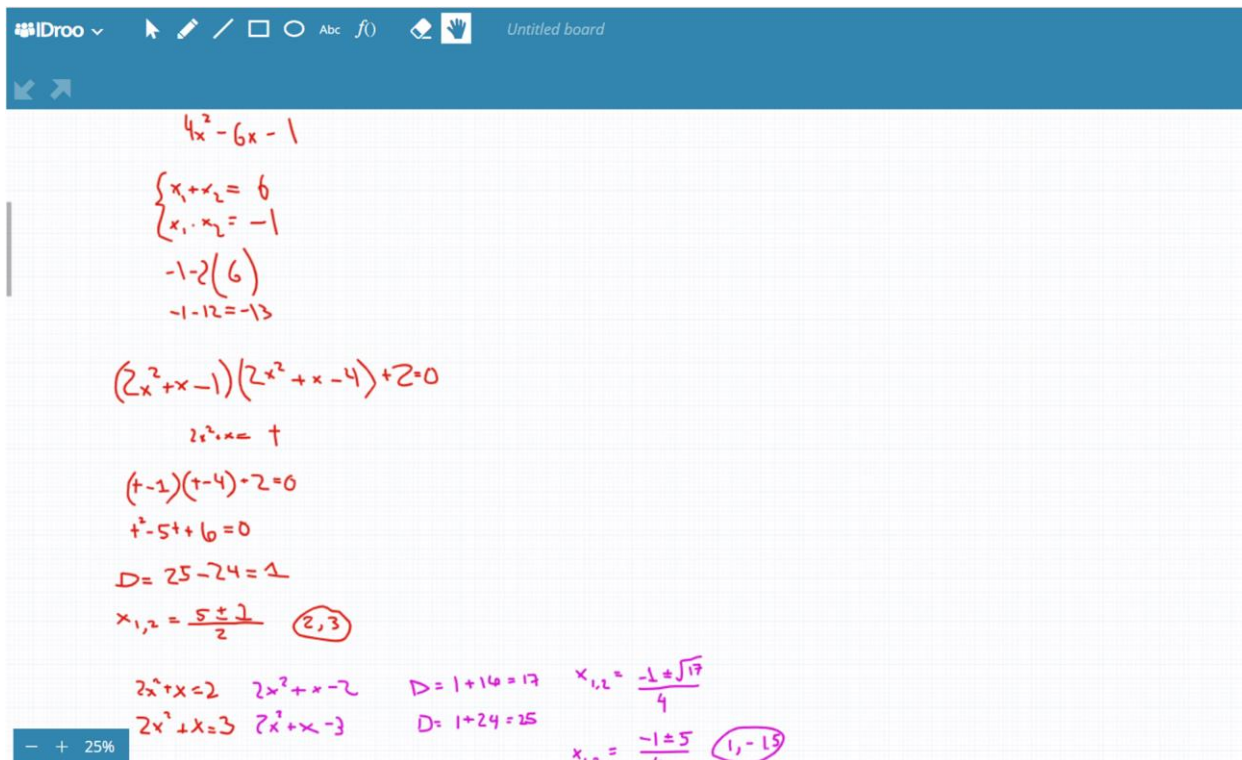 IDroo Abc f() Untitled board
4x² - 6x - 1
x₁+x₂ = 6
x₁·x₂ = -1
-1-2(6)
-1-12=-13
(2x²+x-1)(2x²+x-4)+2=0
2x²+x= t
(t-1)(t-4)+2=0
t²-5t+6=0
D= 25-24=1
x₁,₂ = (5±1)/2 2,3
2x²+x=2 2x²+x-2 D=1+16=17 x₁,₂= (-1±√17)/4
2x²+x=3 2x²+x-3 D= 1+24=25
x₁,₂ = -1±5 1,-1.5
- + 25%